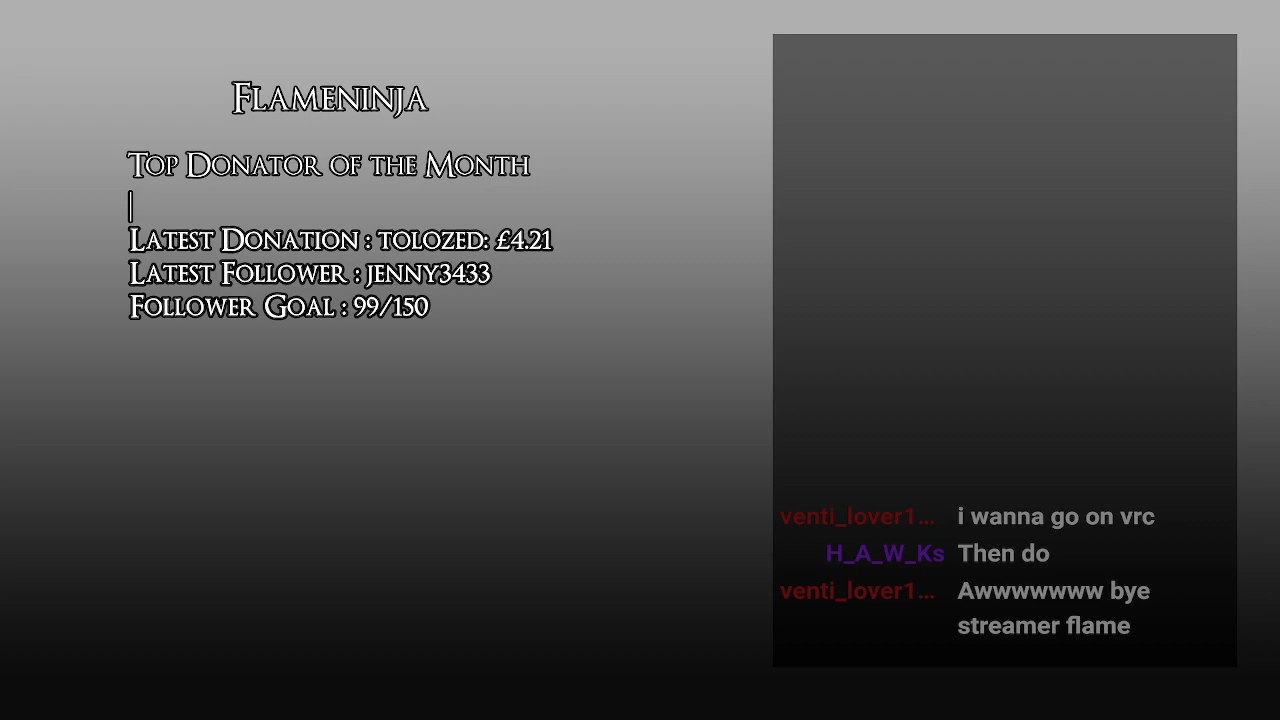 Flameninja
Top Donator of the Month
|
Latest Donation : tolozed: £4.21
Latest Follower : jenny3433
Follower Goal : 99/150
venti_lover1… i wanna go on vrc
H_A_W_Ks Then do
venti_lover1… Awwwwwww bye
streamer flame